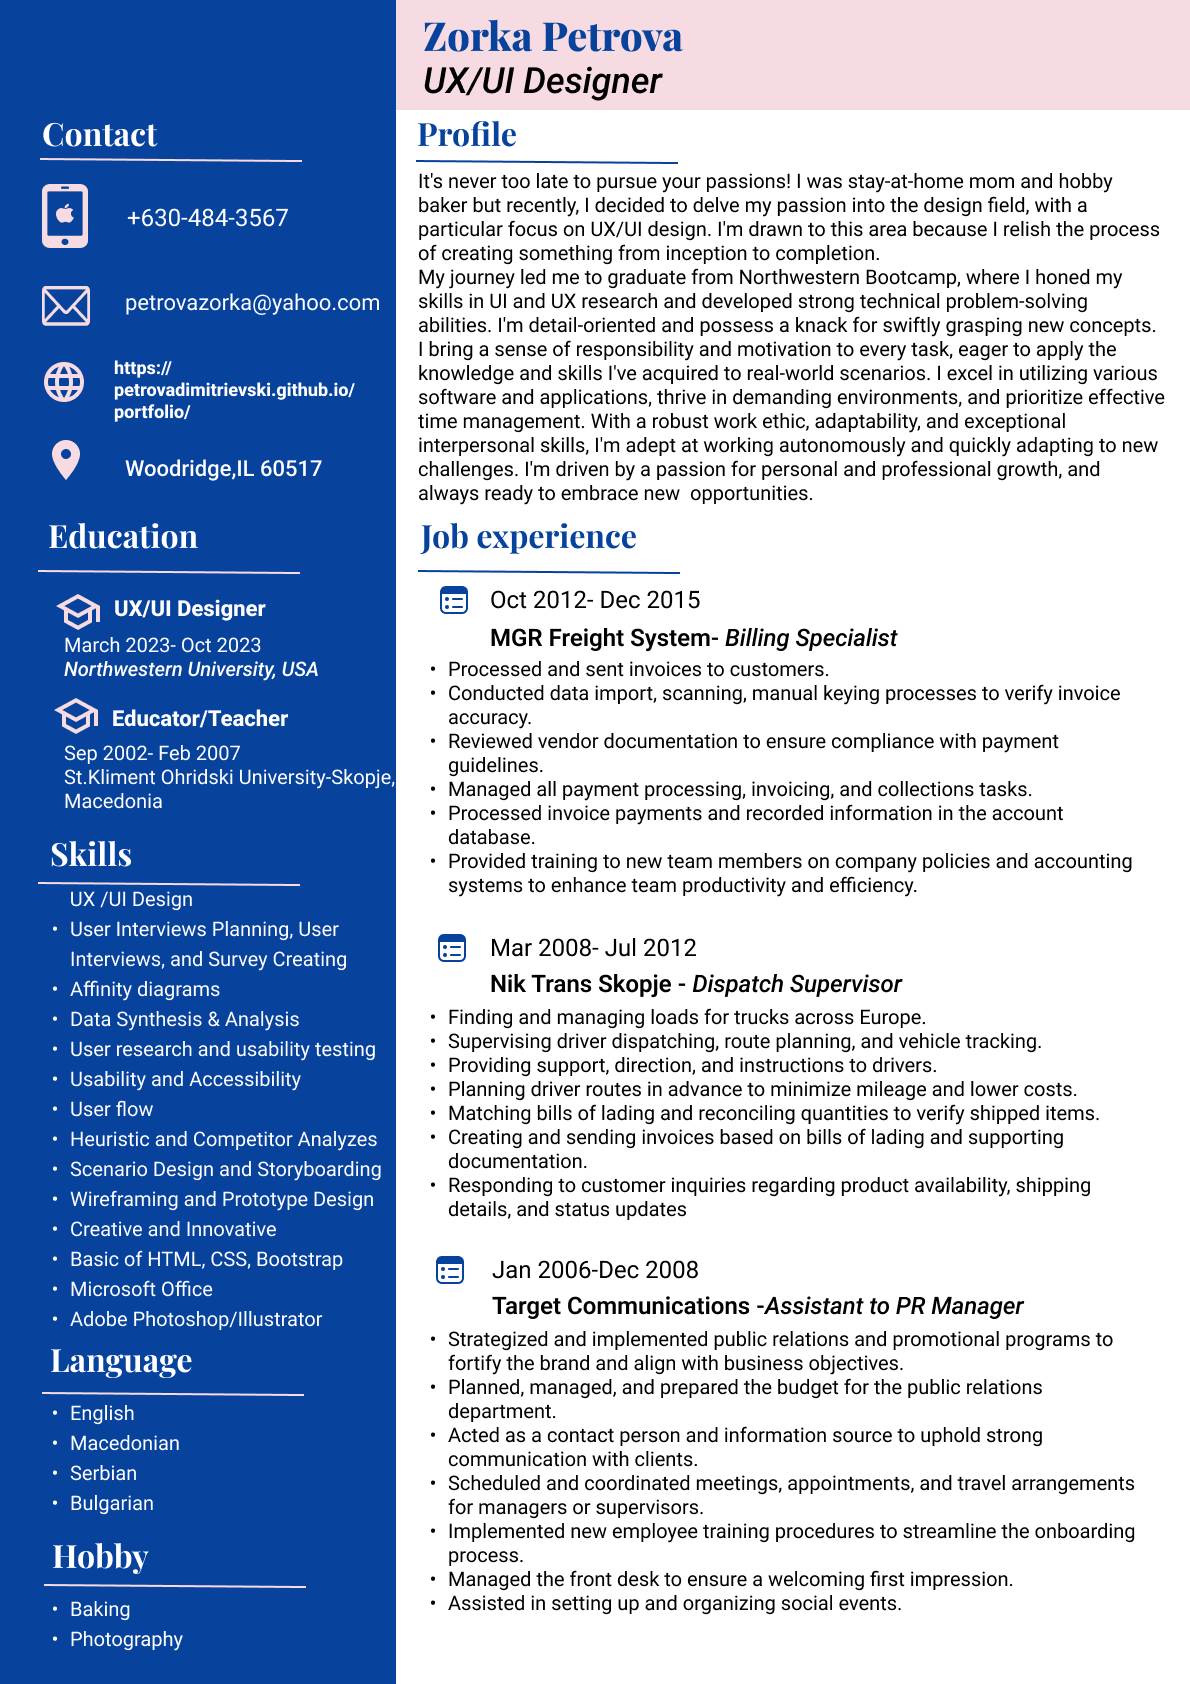 Zorka Petrova
UX/UI Designer
Contact
+630-484-3567
petrovazorka@yahoo.com
https://
petrovadimitrievski.github.io/
portfolio/
Woodridge,IL 60517
Education
UX/UI Designer
March 2023- Oct 2023
Northwestern University, USA
Educator/Teacher
Sep 2002- Feb 2007
St.Kliment Ohridski University-Skopje,
Macedonia
Skills
UX /UI Design
• User Interviews Planning, User
Interviews, and Survey Creating
• Affinity diagrams
• Data Synthesis & Analysis
• User research and usability testing
• Usability and Accessibility
• User flow
• Heuristic and Competitor Analyzes
• Scenario Design and Storyboarding
• Wireframing and Prototype Design
• Creative and Innovative
• Basic of HTML, CSS, Bootstrap
• Microsoft Office
• Adobe Photoshop/Illustrator
Language
• English
• Macedonian
• Serbian
• Bulgarian
Hobby
• Baking
• Photography
Profile
It's never too late to pursue your passions! I was stay-at-home mom and hobby
baker but recently, I decided to delve my passion into the design field, with a
particular focus on UX/UI design. I'm drawn to this area because I relish the process
of creating something from inception to completion.
My journey led me to graduate from Northwestern Bootcamp, where I honed my
skills in UI and UX research and developed strong technical problem-solving
abilities. I'm detail-oriented and possess a knack for swiftly grasping new concepts.
I bring a sense of responsibility and motivation to every task, eager to apply the
knowledge and skills I've acquired to real-world scenarios. I excel in utilizing various
software and applications, thrive in demanding environments, and prioritize effective
time management. With a robust work ethic, adaptability, and exceptional
interpersonal skills, I'm adept at working autonomously and quickly adapting to new
challenges. I'm driven by a passion for personal and professional growth, and
always ready to embrace new  opportunities.
Job experience
Oct 2012- Dec 2015
MGR Freight System- Billing Specialist
• Processed and sent invoices to customers.
• Conducted data import, scanning, manual keying processes to verify invoice
accuracy.
• Reviewed vendor documentation to ensure compliance with payment
guidelines.
• Managed all payment processing, invoicing, and collections tasks.
• Processed invoice payments and recorded information in the account
database.
• Provided training to new team members on company policies and accounting
systems to enhance team productivity and efficiency.
Mar 2008- Jul 2012
Nik Trans Skopje - Dispatch Supervisor
• Finding and managing loads for trucks across Europe.
• Supervising driver dispatching, route planning, and vehicle tracking.
• Providing support, direction, and instructions to drivers.
• Planning driver routes in advance to minimize mileage and lower costs.
• Matching bills of lading and reconciling quantities to verify shipped items.
• Creating and sending invoices based on bills of lading and supporting
documentation.
• Responding to customer inquiries regarding product availability, shipping
details, and status updates
Jan 2006-Dec 2008
Target Communications -Assistant to PR Manager
• Strategized and implemented public relations and promotional programs to
fortify the brand and align with business objectives.
• Planned, managed, and prepared the budget for the public relations
department.
• Acted as a contact person and information source to uphold strong
communication with clients.
• Scheduled and coordinated meetings, appointments, and travel arrangements
for managers or supervisors.
• Implemented new employee training procedures to streamline the onboarding
process.
• Managed the front desk to ensure a welcoming first impression.
• Assisted in setting up and organizing social events.